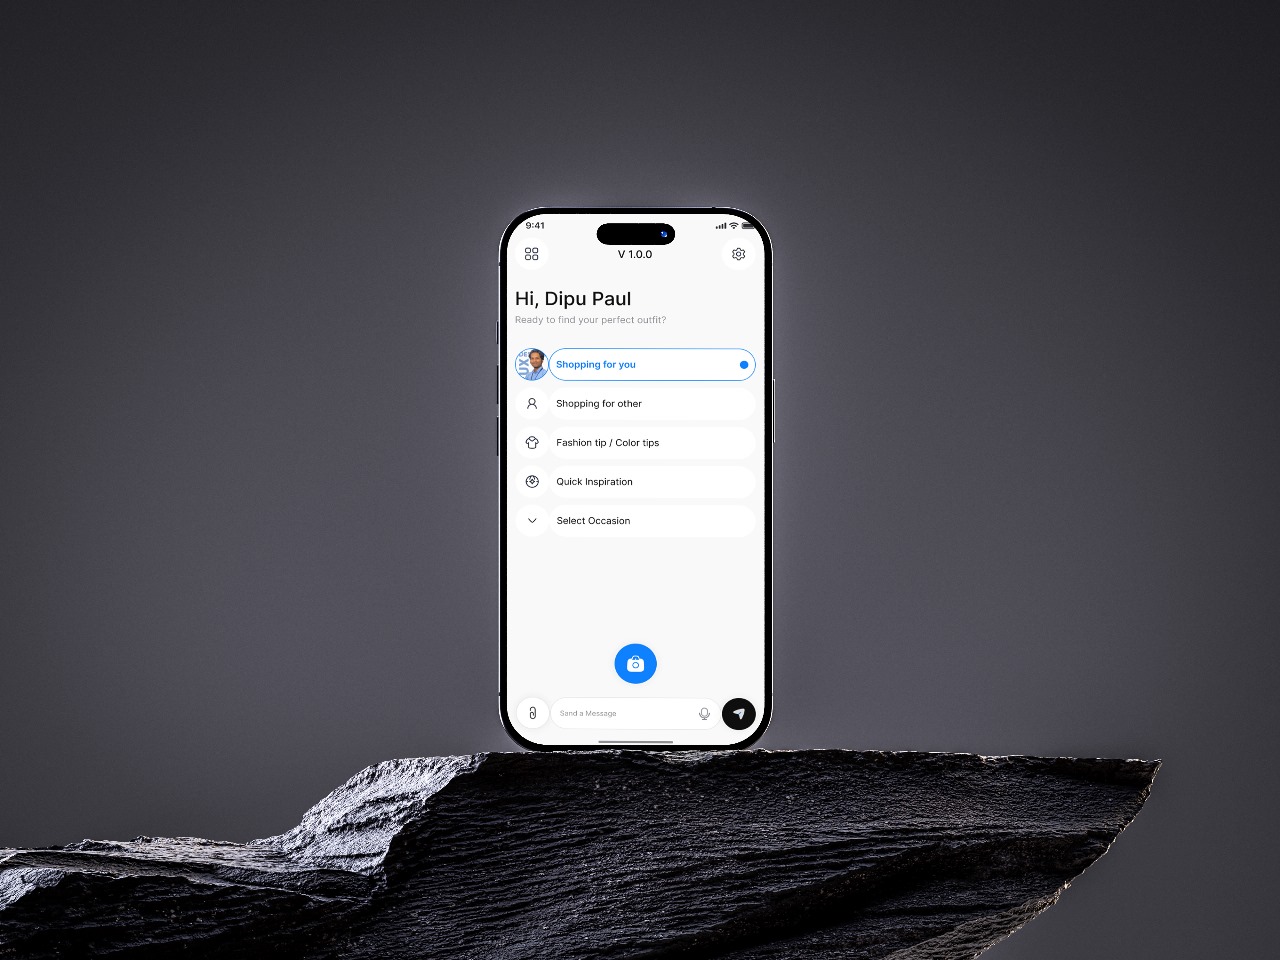 9:41
V 1.0.0
Hi, Dipu Paul
Ready to find your perfect outfit?
UX
Shopping for you
Shopping for other
Fashion tip / Color tips
Quick Inspiration
Select Occasion
Send a Message